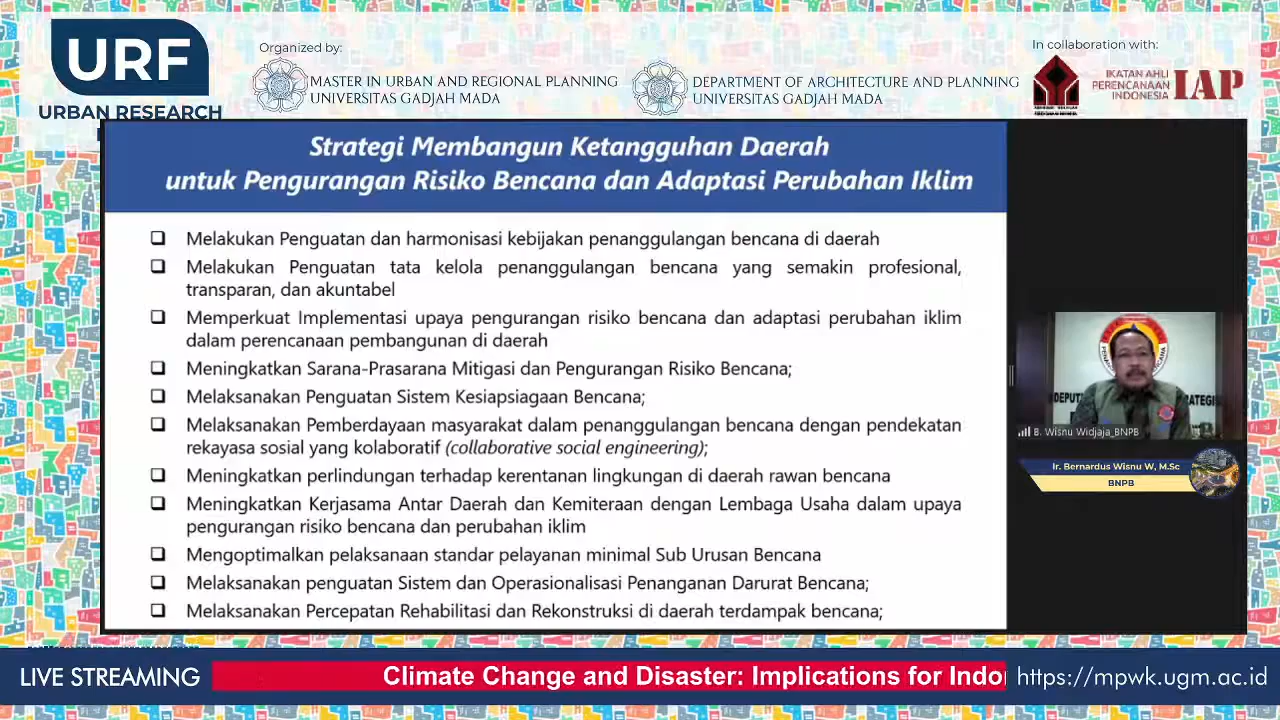 URF
URBAN RESEARCH
Organized by:
MASTER IN URBAN AND REGIONAL PLANNING
UNIVERSITAS GADJAH MADA
DEPARTMENT OF ARCHITECTURE AND PLANNING
UNIVERSITAS GADJAH MADA
In collaboration with:
IKATAN AHLI
PERENCANAAN
INDONESIA
IAP
Strategi Membangun Ketangguhan Daerah
untuk Pengurangan Risiko Bencana dan Adaptasi Perubahan Iklim
Melakukan Penguatan dan harmonisasi kebijakan penanggulangan bencana di daerah
Melakukan Penguatan tata kelola penanggulangan bencana yang semakin profesional,
transparan, dan akuntabel
Memperkuat Implementasi upaya pengurangan risiko bencana dan adaptasi perubahan iklim
dalam perencanaan pembangunan di daerah
Meningkatkan Sarana-Prasarana Mitigasi dan Pengurangan Risiko Bencana;
Melaksanakan Penguatan Sistem Kesiapsiagaan Bencana;
Melaksanakan Pemberdayaan masyarakat dalam penanggulangan bencana dengan pendekatan
rekayasa sosial yang kolaboratif (collaborative social engineering);
Meningkatkan perlindungan terhadap kerentanan lingkungan di daerah rawan bencana
Meningkatkan Kerjasama Antar Daerah dan Kemiteraan dengan Lembaga Usaha dalam upaya
pengurangan risiko bencana dan perubahan iklim
Mengoptimalkan pelaksanaan standar pelayanan minimal Sub Urusan Bencana
Melaksanakan penguatan Sistem dan Operasionalisasi Penanganan Darurat Bencana;
Melaksanakan Percepatan Rehabilitasi dan Rekonstruksi di daerah terdampak bencana;
B. Wisnu Widjaja_BNPB
Ir. Bernardus Wisnu W, M.Sc
BNPB
LIVE STREAMING
Climate Change and Disaster: Implications for Indo
https://mpwk.ugm.ac.id